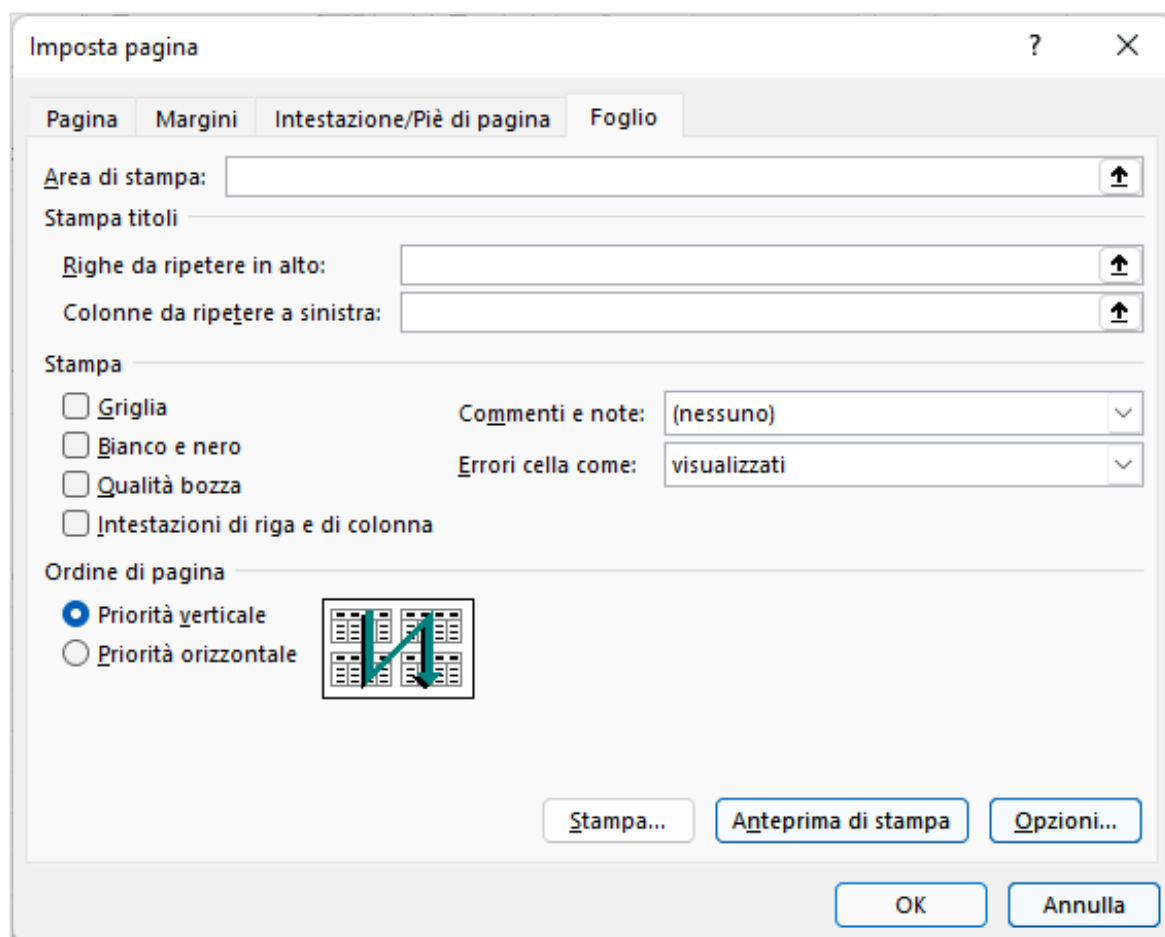 Imposta pagina ?
Pagina Margini Intestazione/Piè di pagina Foglio
Area di stampa:
Stampa titoli
Righe da ripetere in alto:
Colonne da ripetere a sinistra:
Stampa
Griglia
Bianco e nero
Qualità bozza
Intestazioni di riga e di colonna
Commenti e note: (nessuno)
Errori cella come: visualizzati
Ordine di pagina
Priorità verticale
Priorità orizzontale
Stampa... Anteprima di stampa Opzioni...
OK Annulla